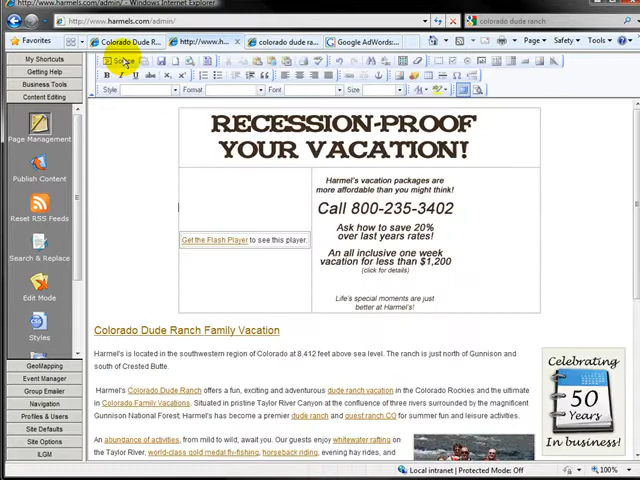 http://www.harmels.com/admin/ - Windows Internet Explorer
http://www.harmels.com/admin/
colorado dude ranch
Favorites
Colorado Dude R...
http://www.h...
colorado dude ran...
Google AdWords:...
Page
Safety
Tools
My Shortcuts
Getting Help
Business Tools
Content Editing
Source
Style
Format
Font
Size
Page Management
Publish Content
Reset RSS Feeds
Search & Replace
Edit Mode
Styles
GeoMapping
Event Manager
Group Emailer
Navigation
Profiles & Users
Site Defaults
Site Options
ILGM
RECESSION-PROOF
YOUR VACATION!
Get the Flash Player to see this player.
Harmel's vacation packages are
more affordable than you might think!
Call 800-235-3402
Ask how to save 20%
over last years rates!
An all inclusive one week
vacation for less than $1,200
(click for details)
Life's special moments are just
better at Harmel's!
Colorado Dude Ranch Family Vacation
Harmel's is located in the southwestern region of Colorado at 8,412 feet above sea level. The ranch is just north of Gunnison and
south of Crested Butte.
Harmel's Colorado Dude Ranch offers a fun, exciting and adventurous dude ranch vacation in the Colorado Rockies and the ultimate
in Colorado Family Vacations. Situated in pristine Taylor River Canyon at the confluence of three rivers surrounded by the magnificent
Gunnison National Forest; Harmel's has become a premier dude ranch and guest ranch CO for summer fun and leisure activities.
An abundance of activities, from mild to wild, await you. Our guests enjoy whitewater rafting on
the Taylor River, world-class gold medal fly-fishing, horseback riding, evening hay rides, and
Celebrating
50
Years
In business!
Local intranet | Protected Mode: Off
100%